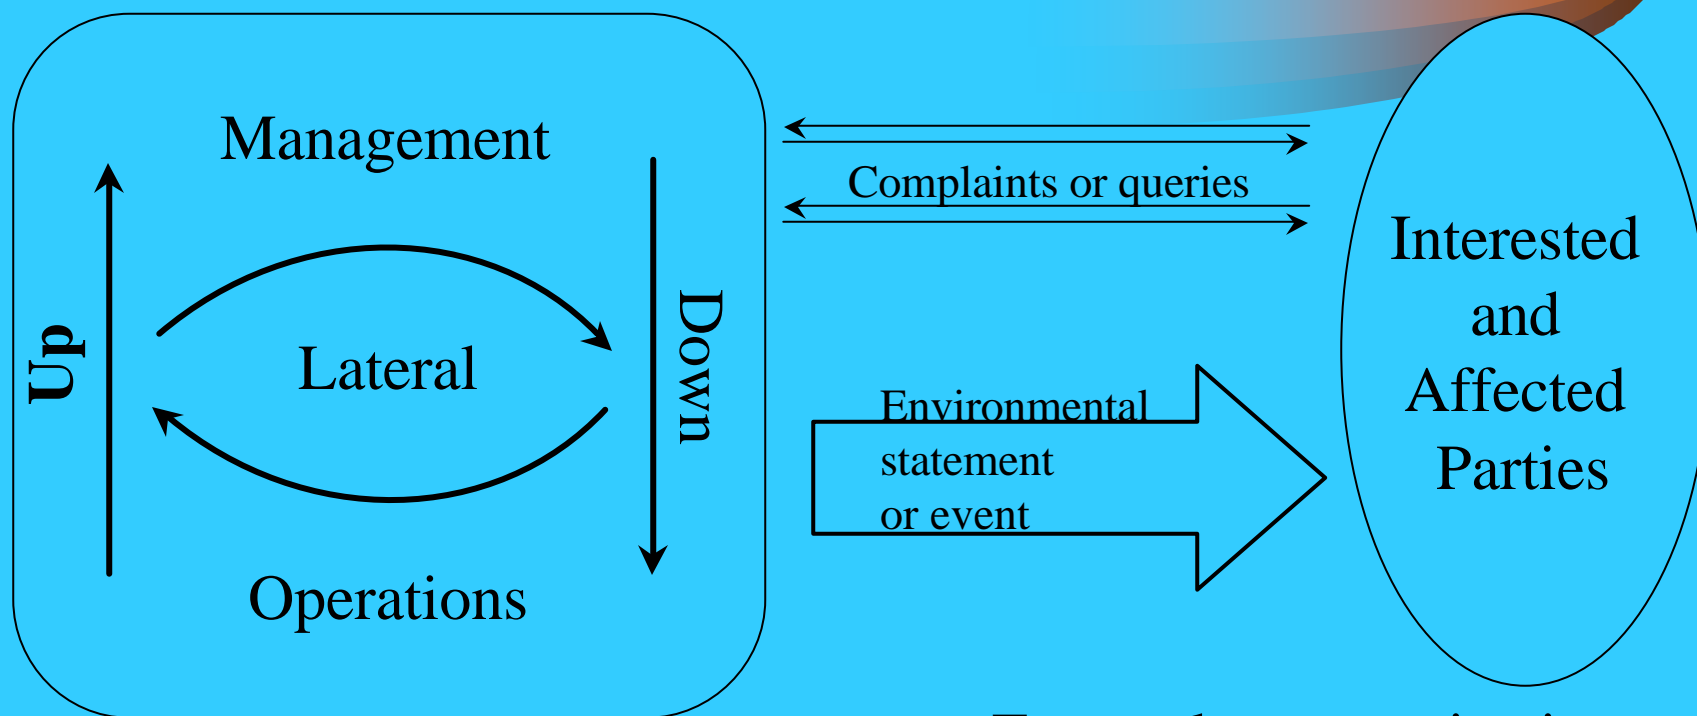 Management
Up
Lateral
Down
Operations
Complaints or queries
Environmental
statement
or event
Interested
and
Affected
Parties